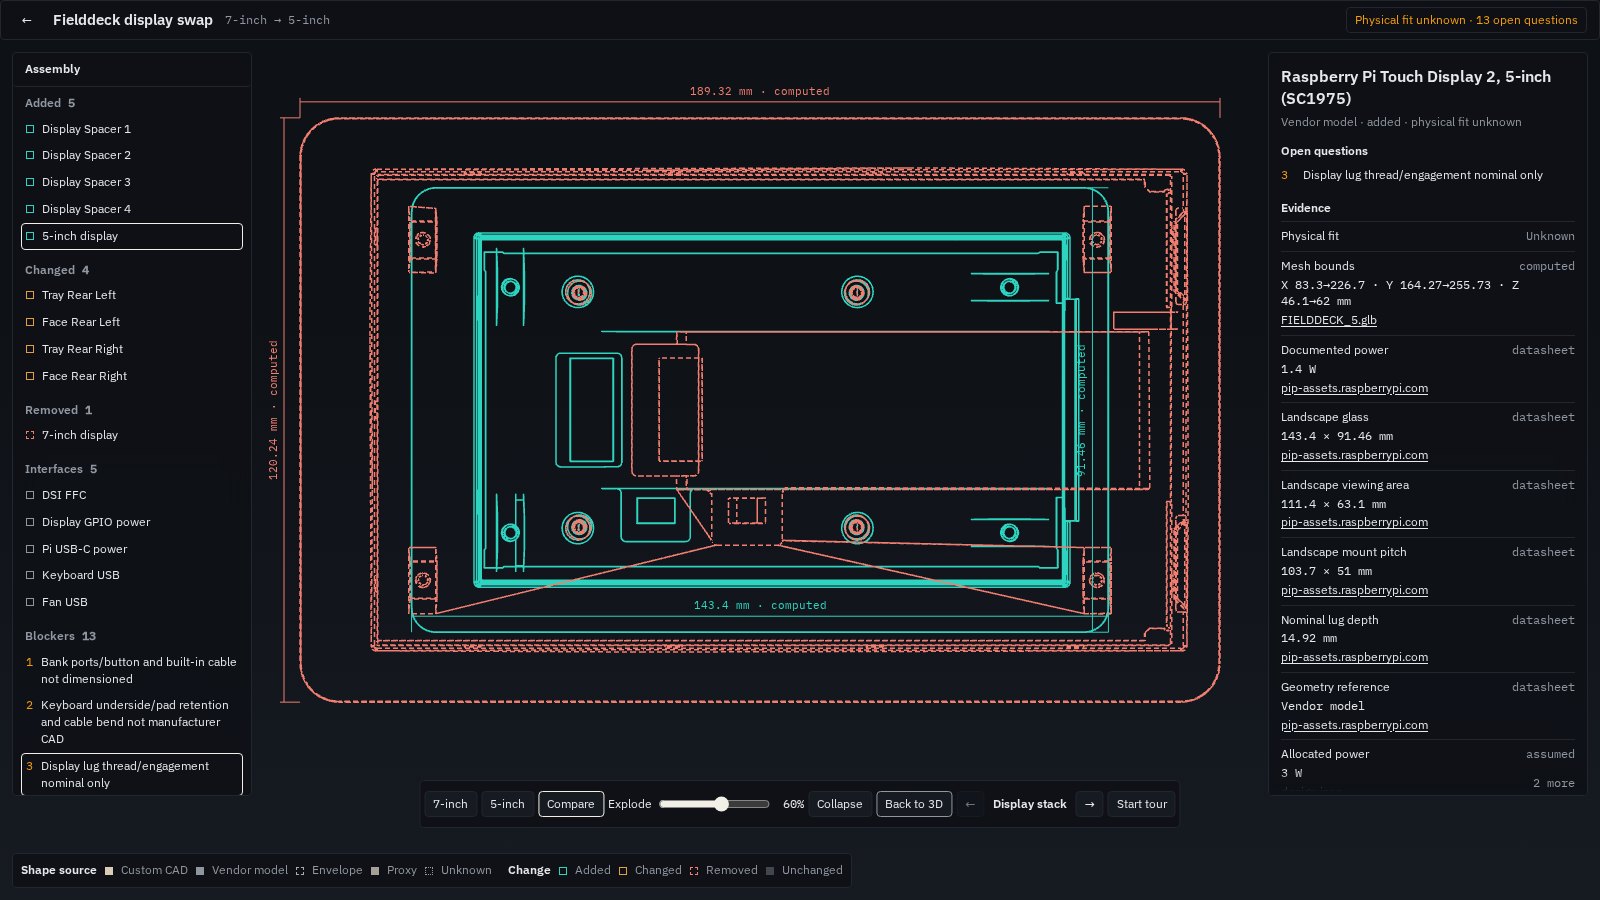 ← Fielddeck display swap 7-inch → 5-inch
Physical fit unknown · 13 open questions
Assembly
Added 5
Display Spacer 1
Display Spacer 2
Display Spacer 3
Display Spacer 4
5-inch display
Changed 4
Tray Rear Left
Face Rear Left
Tray Rear Right
Face Rear Right
Removed 1
7-inch display
Interfaces 5
DSI FFC
Display GPIO power
Pi USB-C power
Keyboard USB
Fan USB
Blockers 13
1 Bank ports/button and built-in cable
not dimensioned
2 Keyboard underside/pad retention
and cable bend not manufacturer
CAD
3 Display lug thread/engagement
nominal only
189.32 mm · computed
120.24 mm · computed
91.46 mm · computed
143.4 mm · computed
7-inch 5-inch Compare Explode 60% Collapse Back to 3D ← Display stack → Start tour
Raspberry Pi Touch Display 2, 5-inch
(SC1975)
Vendor model · added · physical fit unknown
Open questions
3 Display lug thread/engagement nominal only
Evidence
Physical fit Unknown
Mesh bounds computed
X 83.3→226.7 · Y 164.27→255.73 · Z
46.1→62 mm
FIELDDECK_5.glb
Documented power datasheet
1.4 W
pip-assets.raspberrypi.com
Landscape glass datasheet
143.4 × 91.46 mm
pip-assets.raspberrypi.com
Landscape viewing area datasheet
111.4 × 63.1 mm
pip-assets.raspberrypi.com
Landscape mount pitch datasheet
103.7 × 51 mm
pip-assets.raspberrypi.com
Nominal lug depth datasheet
14.92 mm
pip-assets.raspberrypi.com
Geometry reference datasheet
Vendor model
pip-assets.raspberrypi.com
Allocated power assumed
3 W
2 more
Shape source Custom CAD Vendor model Envelope Proxy Unknown Change Added Changed Removed Unchanged